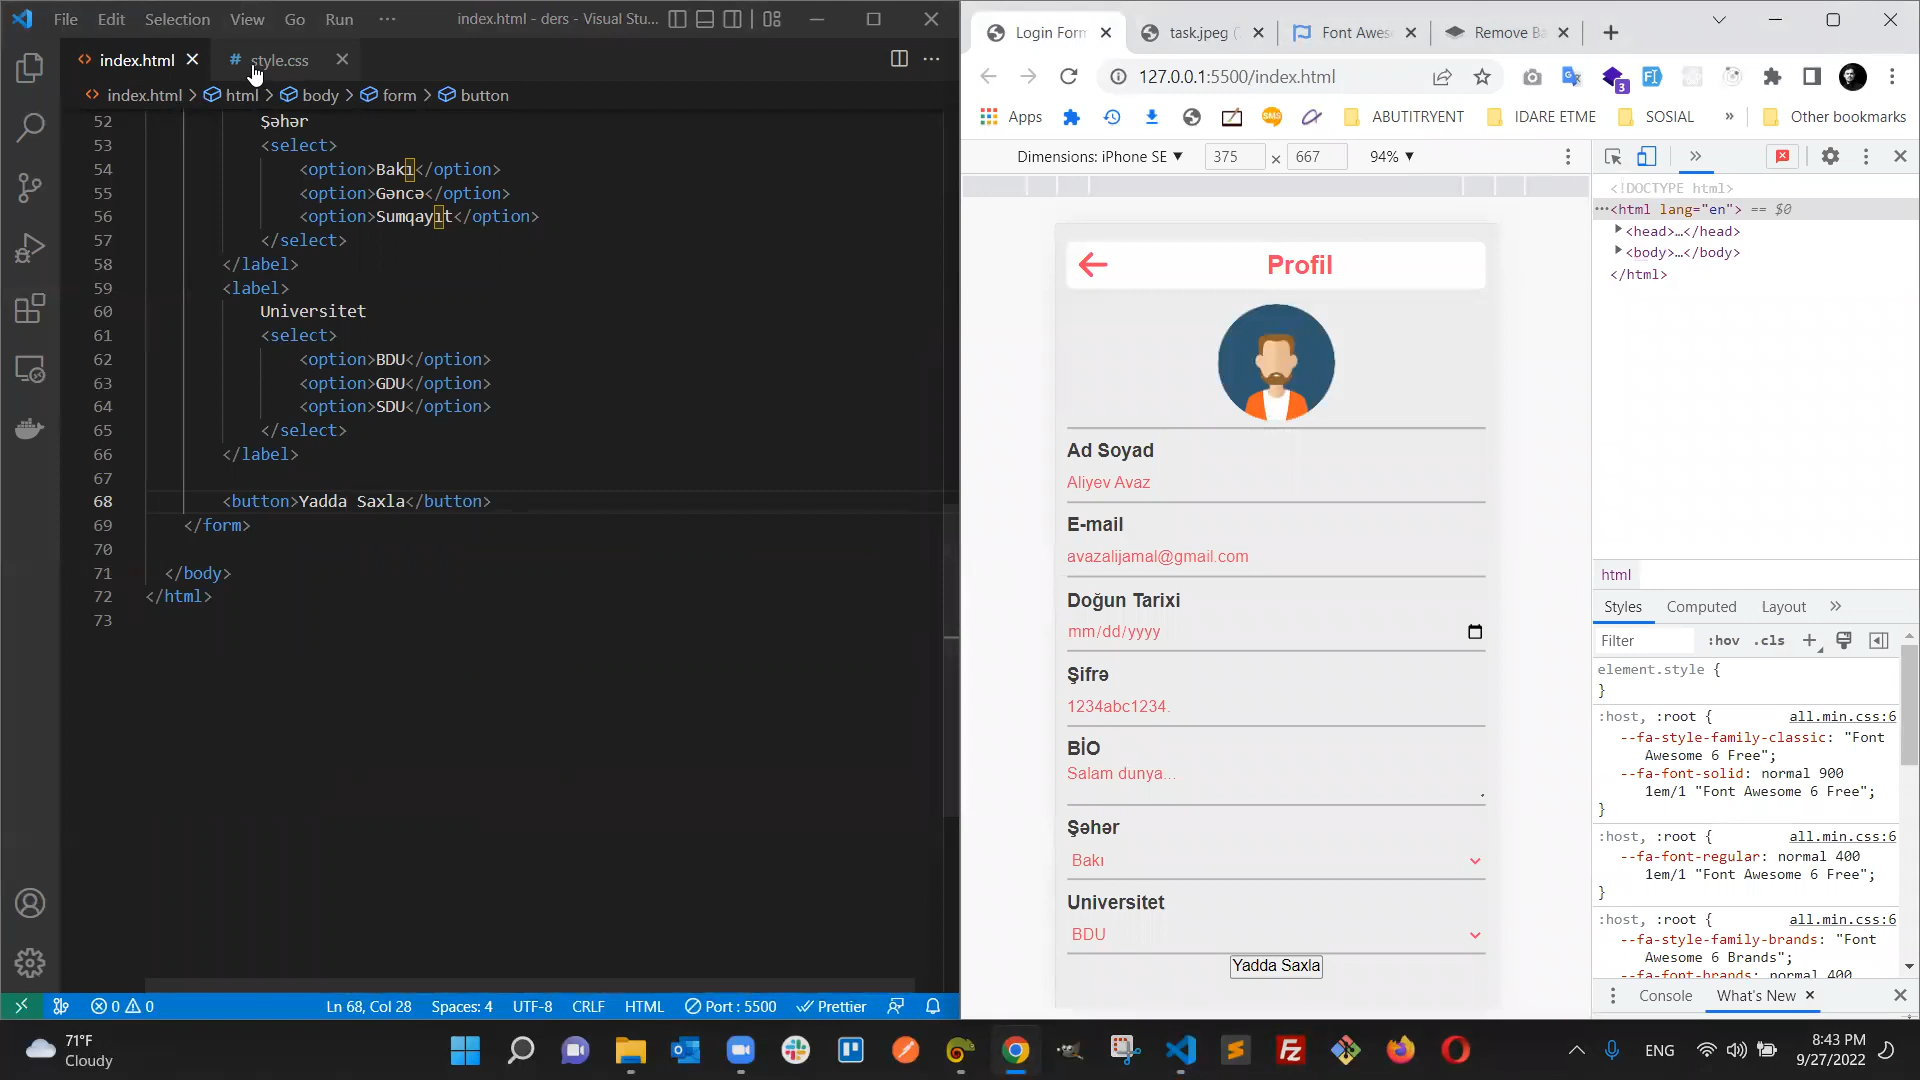 File Edit Selection View Go Run ··· index.html - ders - Visual Stu...
index.html style.css
index.html > html > body > form > button
52 Şəhər
53 <select>
54 <option>Bakı</option>
55 <option>Gəncə</option>
56 <option>Sumqayıt</option>
57 </select>
58 </label>
59 <label>
60 Universitet
61 <select>
62 <option>BDU</option>
63 <option>GDU</option>
64 <option>SDU</option>
65 </select>
66 </label>
67
68 <button>Yadda Saxla</button>
69 </form>
70
71 </body>
72 </html>
73
0 0 Ln 68, Col 28 Spaces: 4 UTF-8 CRLF HTML Port : 5500 Prettier
Login Form task.jpeg ( Font Awes Remove Ba
127.0.0.1:5500/index.html
3
Apps SMS ABUTITRYENT IDARE ETME SOSIAL » Other bookmarks
Dimensions: iPhone SE ▼ 375 × 667 94% ▼
Profil
Ad Soyad
Aliyev Avaz
E-mail
avazalijamal@gmail.com
Doğun Tarixi
mm/dd/yyyy
Şifrə
1234abc1234.
BİO
Salam dunya...
Şəhər
Bakı
Universitet
BDU
Yadda Saxla
<!DOCTYPE html>
···<html lang="en"> == $0
<head>…</head>
<body>…</body>
</html>
html
Styles Computed Layout »
Filter :hov .cls +
element.style {
}
:host, :root { all.min.css:6
--fa-style-family-classic: "Font
Awesome 6 Free";
--fa-font-solid: normal 900
1em/1 "Font Awesome 6 Free";
}
:host, :root { all.min.css:6
--fa-font-regular: normal 400
1em/1 "Font Awesome 6 Free";
}
:host, :root { all.min.css:6
--fa-style-family-brands: "Font
Awesome 6 Brands";
--fa-font-brands: normal 400
Console What's New
71°F
Cloudy
ENG
8:43 PM
9/27/2022